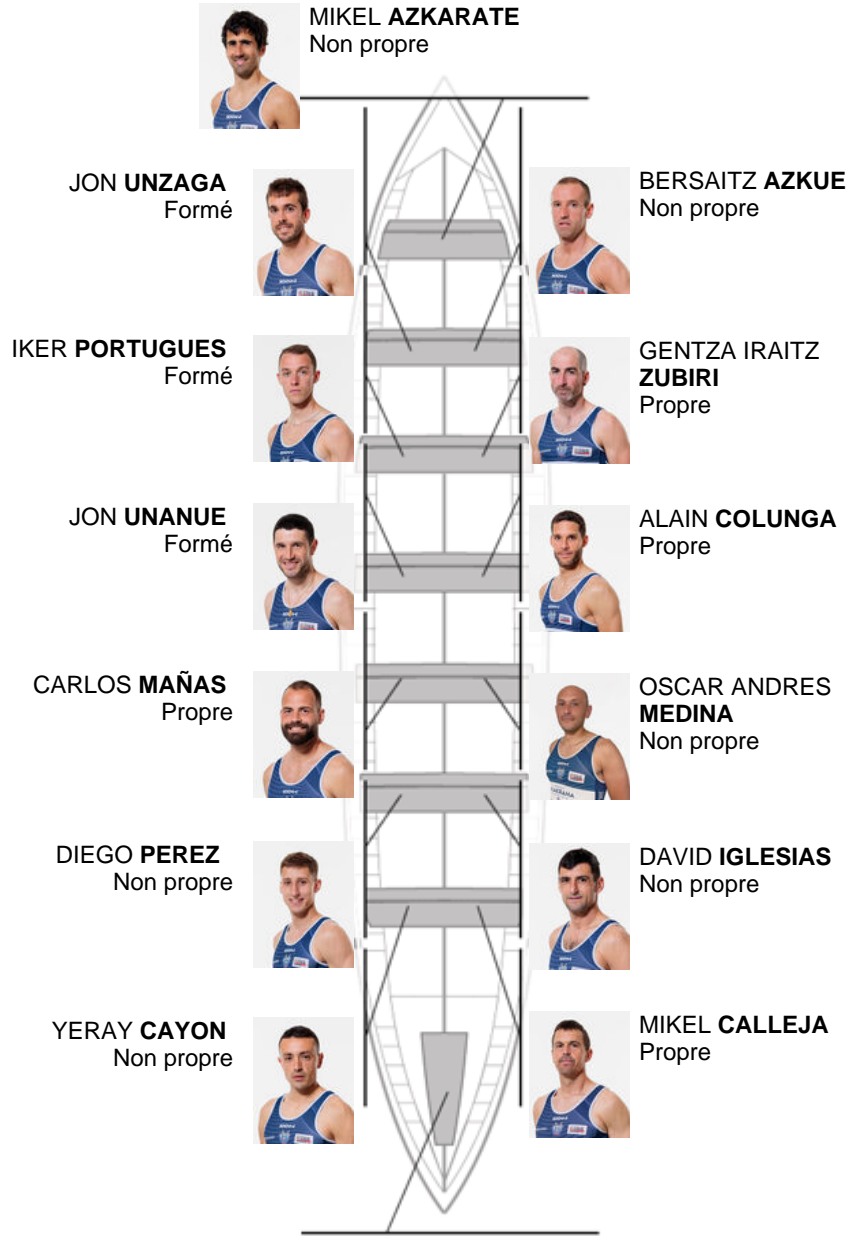 MIKEL AZKARATE
Non propre
JON UNZAGA
Formé
BERSAITZ AZKUE
Non propre
IKER PORTUGUES
Formé
GENTZA IRAITZ
ZUBIRI
Propre
JON UNANUE
Formé
ALAIN COLUNGA
Propre
CARLOS MAÑAS
Propre
OSCAR ANDRES
MEDINA
Non propre
DIEGO PEREZ
Non propre
DAVID IGLESIAS
Non propre
YERAY CAYON
Non propre
MIKEL CALLEJA
Propre